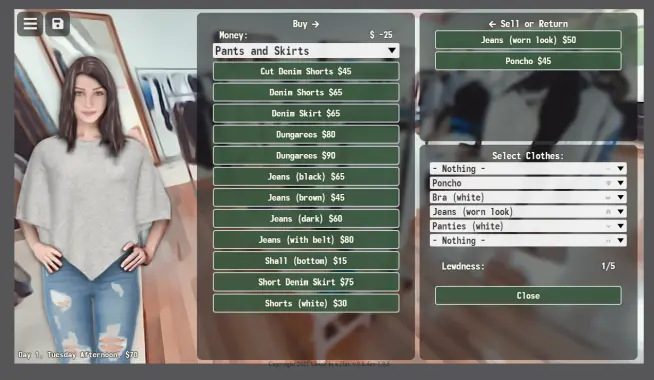 Buy →
Money: $ -25
Pants and Skirts
Cut Denim Shorts $45
Denim Shorts $65
Denim Skirt $65
Dungarees $80
Dungarees $90
Jeans (black) $65
Jeans (brown) $45
Jeans (dark) $60
Jeans (with belt) $80
Shall (bottom) $15
Short Denim Skirt $75
Shorts (white) $30
← Sell or Return
Jeans (worn look) $50
Poncho $45
Select Clothes:
- Nothing -
Poncho
Bra (white)
Jeans (worn look)
Panties (white)
- Nothing -
Lewdness: 1/5
Close
Day 1, Tuesday Afternoon, $70